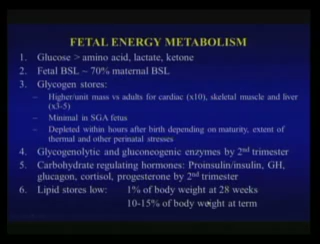 FETAL ENERGY METABOLISM
1. Glucose > amino acid, lactate, ketone
2. Fetal BSL ~ 70% maternal BSL
3. Glycogen stores:
– Higher/unit mass vs adults for cardiac (x10), skeletal muscle and liver
(x3-5)
– Minimal in SGA fetus
– Depleted within hours after birth depending on maturity, extent of
thermal and other perinatal stresses
4. Glycogenolytic and gluconeogenic enzymes by 2nd trimester
5. Carbohydrate regulating hormones: Proinsulin/insulin, GH,
glucagon, cortisol, progesterone by 2nd trimester
6. Lipid stores low: 1% of body weight at 28 weeks
10-15% of body weight at term